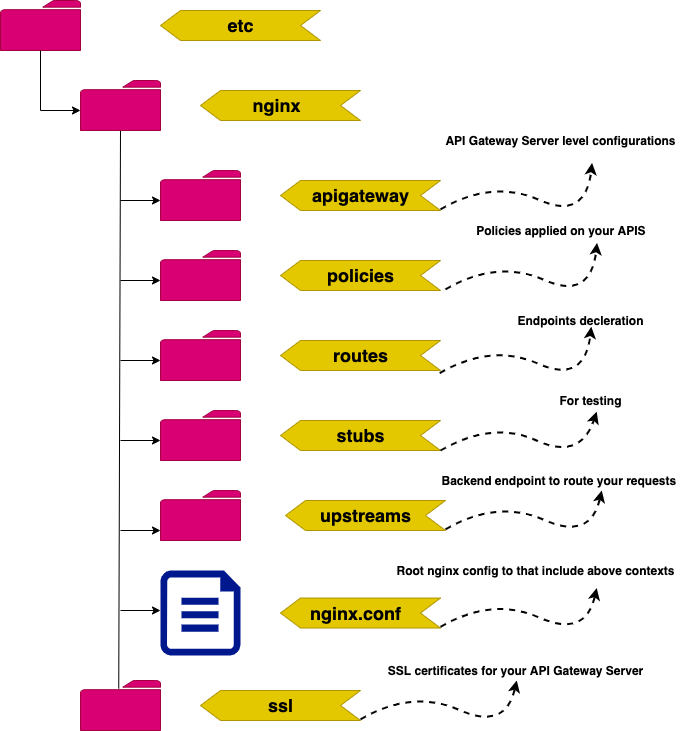 etc
nginx
API Gateway Server level configurations
apigateway
Policies applied on your APIS
policies
Endpoints decleration
routes
For testing
stubs
Backend endpoint to route your requests
upstreams
Root nginx config to that include above contexts
nginx.conf
SSL certificates for your API Gateway Server
ssl